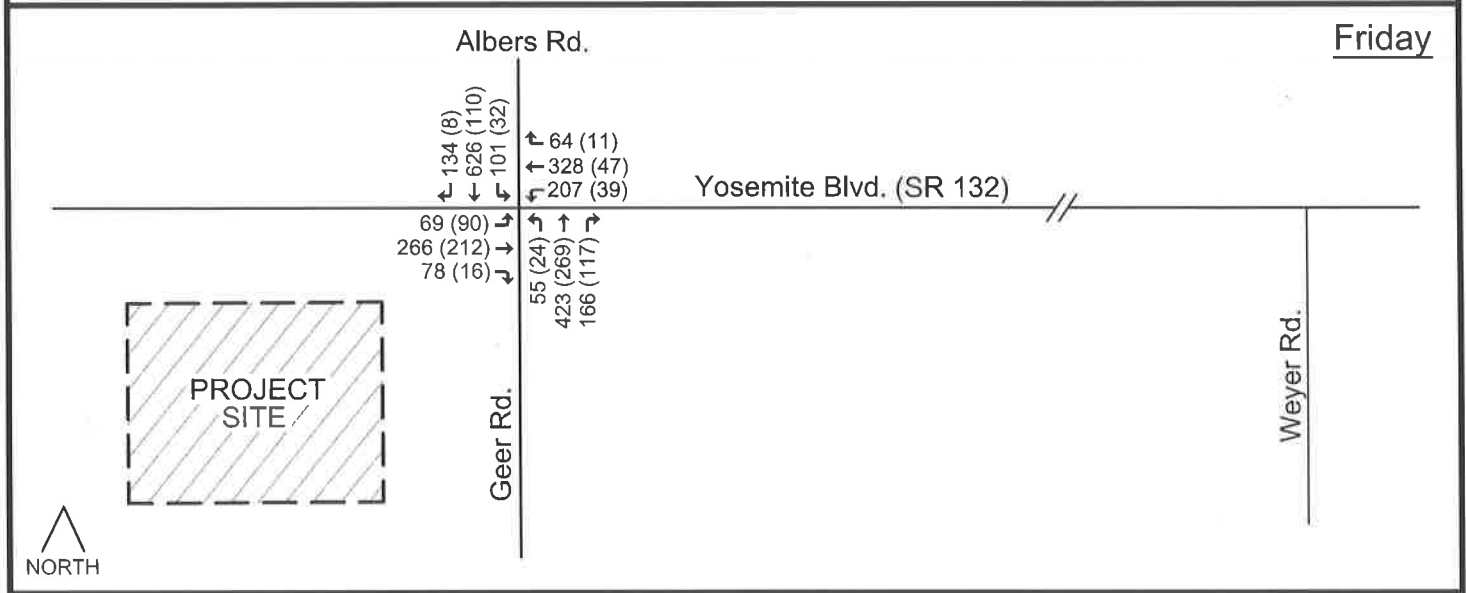 Friday
Albers Rd.
134 (8)
626 (110)
101 (32)
64 (11)
328 (47)
207 (39)
Yosemite Blvd. (SR 132)
69 (90)
266 (212)
78 (16)
55 (24)
423 (269)
166 (117)
PROJECT
SITE
Geer Rd.
Weyer Rd.
NORTH